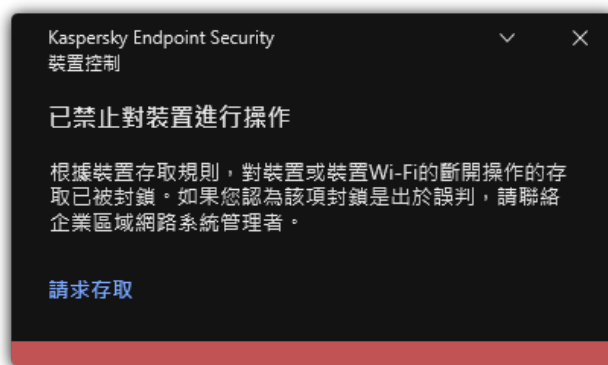 Kaspersky Endpoint Security
裝置控制
已禁止對裝置進行操作
根據裝置存取規則，對裝置或裝置Wi-Fi的斷開操作的存
取已被封鎖。如果您認為該項封鎖是出於誤判，請聯絡
企業區域網路系統管理者。
請求存取